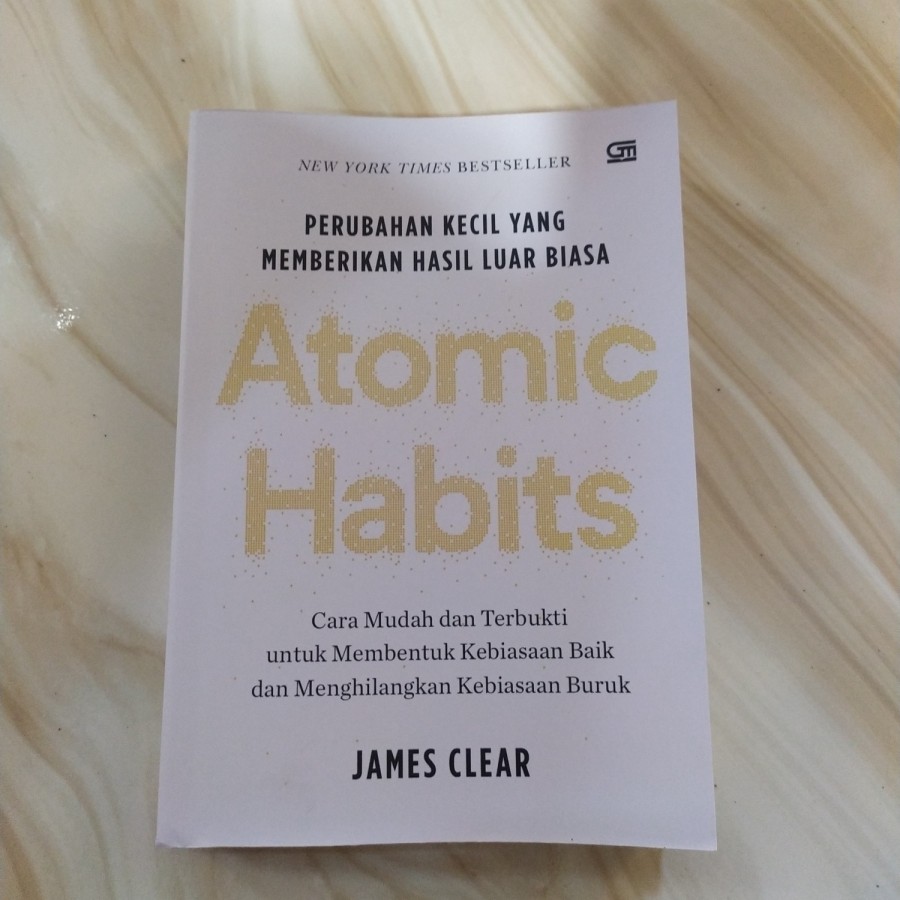 NEW YORK TIMES BESTSELLER
PERUBAHAN KECIL YANG
MEMBERIKAN HASIL LUAR BIASA
Atomic
Habits
Cara Mudah dan Terbukti
untuk Membentuk Kebiasaan Baik
dan Menghilangkan Kebiasaan Buruk
JAMES CLEAR